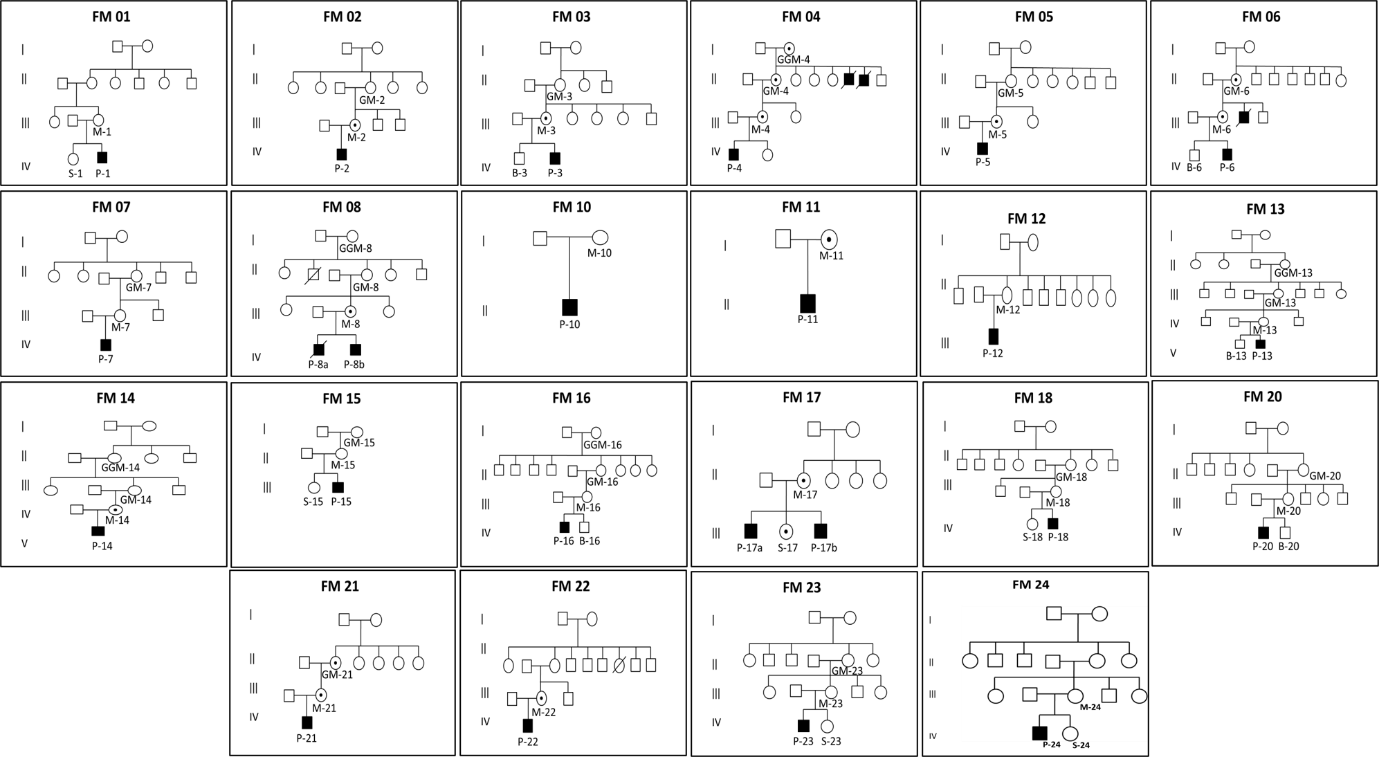 FM 01
I
II
III
M-1
IV
S-1 P-1
FM 02
I
II
GM-2
III
M-2
IV
P-2
FM 03
I
II
GM-3
III
M-3
IV
B-3 P-3
FM 04
I
GGM-4
II
GM-4
III
M-4
IV
P-4
FM 05
I
II
GM-5
III
M-5
IV
P-5
FM 06
I
II
GM-6
III
M-6
IV
B-6 P-6
FM 07
I
II
GM-7
III
M-7
IV
P-7
FM 08
I
GGM-8
II
GM-8
III
M-8
IV
P-8a P-8b
FM 10
I
M-10
II
P-10
FM 11
I
M-11
II
P-11
FM 12
I
II
M-12
III
P-12
FM 13
I
II
GGM-13
III
GM-13
IV
M-13
V
B-13 P-13
FM 14
I
II
GGM-14
III
GM-14
IV
M-14
V
P-14
FM 15
I
GM-15
II
M-15
III
S-15 P-15
FM 16
I
GGM-16
II
GM-16
III
M-16
IV
P-16 B-16
FM 17
I
II
M-17
III
P-17a S-17 P-17b
FM 18
I
II
GM-18
III
M-18
IV
S-18 P-18
FM 20
I
II
GM-20
III
M-20
IV
P-20 B-20
FM 21
I
II
GM-21
III
M-21
IV
P-21
FM 22
I
II
III
M-22
IV
P-22
FM 23
I
II
GM-23
III
M-23
IV
P-23 S-23
FM 24
I
II
III
M-24
IV
P-24 S-24